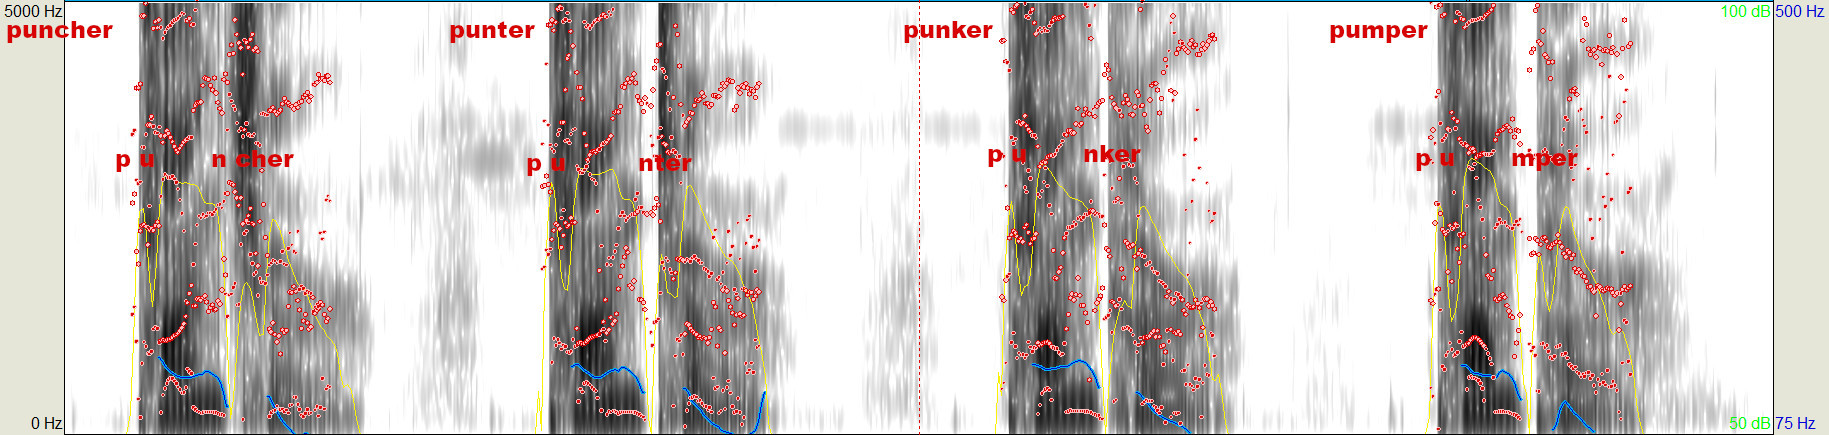 5000 Hz
puncher punter punker pumper
100 dB 500 Hz
p u n cher p u nter p u nker p u mper
0 Hz
50 dB 75 Hz